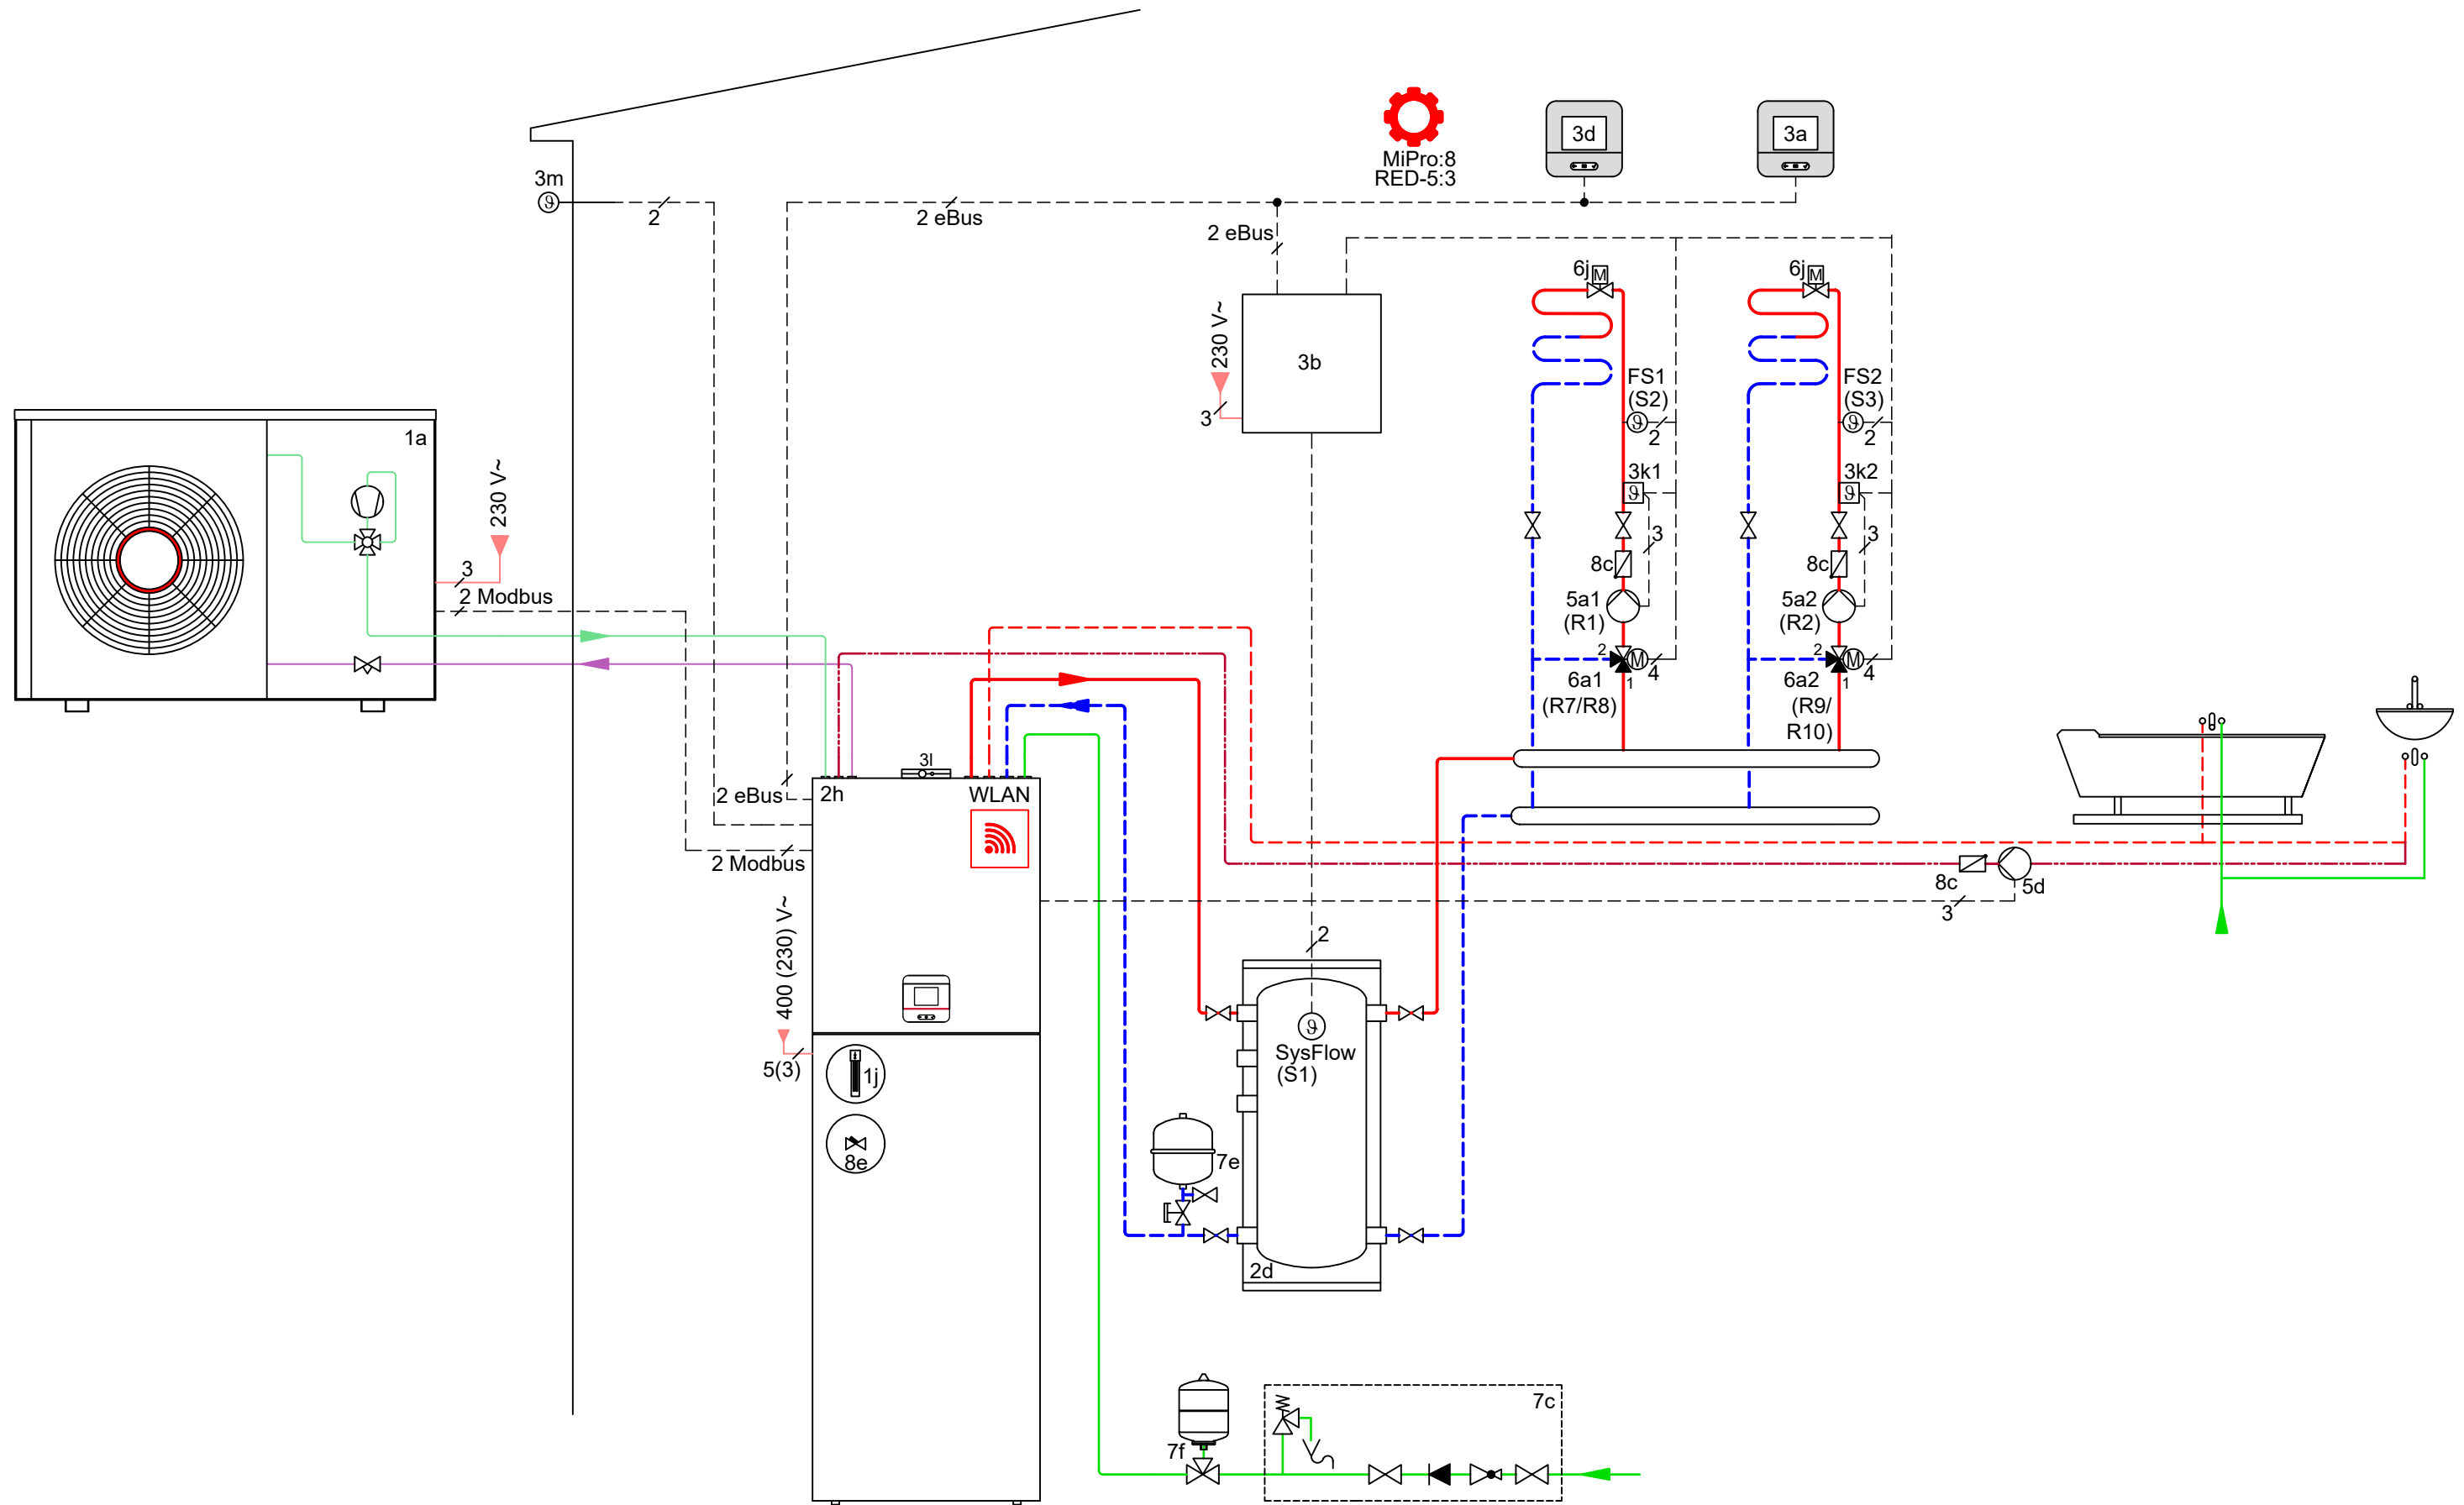 MiPro:8
RED-5:3
3d
3a
3m
ϑ
2
2 eBus
2 eBus
6j
M
6j
M
230 V~
3
3b
FS1
(S2)
ϑ
2
FS2
(S3)
ϑ
2
1a
230 V~
3
2 Modbus
3k1
ϑ
3
3k2
ϑ
3
8c
8c
5a1
(R1)
5a2
(R2)
2
M
4
1
6a1
(R7/R8)
2
M
4
1
6a2
(R9/
R10)
3l
2 eBus
2h
WLAN
2 Modbus
400 (230) V~
5(3)
8c
5d
3
2
ϑ
SysFlow
(S1)
1j
8e
7e
2d
7f
7c